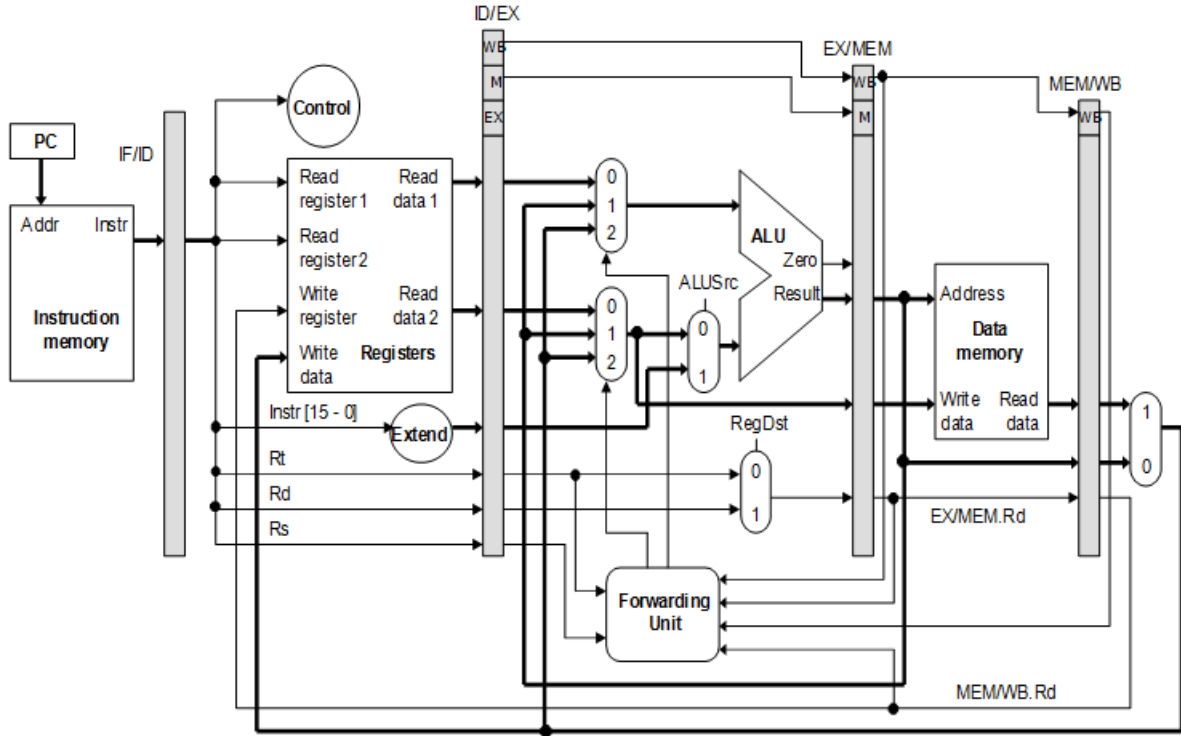 ID/EX
WB
M
EX
EX/MEM
WB
M
MEM/WB
WB
Control
PC
IF/ID
Addr Instr
Instruction
memory
Read
register 1
Read
data 1
Read
register 2
Write
register
Read
data 2
Write
data
Registers
0
1
2
0
1
2
ALUSrc
0
1
ALU
Zero
Result
Address
Data
memory
Write
data
Read
data
1
0
Instr [15 - 0]
Extend
RegDst
0
1
Rt
Rd
Rs
EX/MEM.Rd
Forwarding
Unit
MEM/WB.Rd